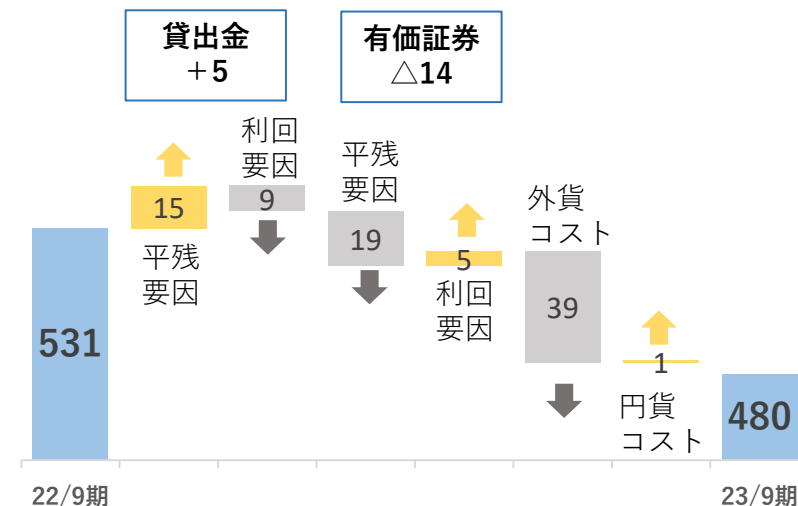 貸出金
＋5
有価証券
△14
利回
要因
平残
要因
外貨
コスト
15
9
19
5
39
1
平残
要因
利回
要因
円貨
コスト
531
480
22/9期
23/9期